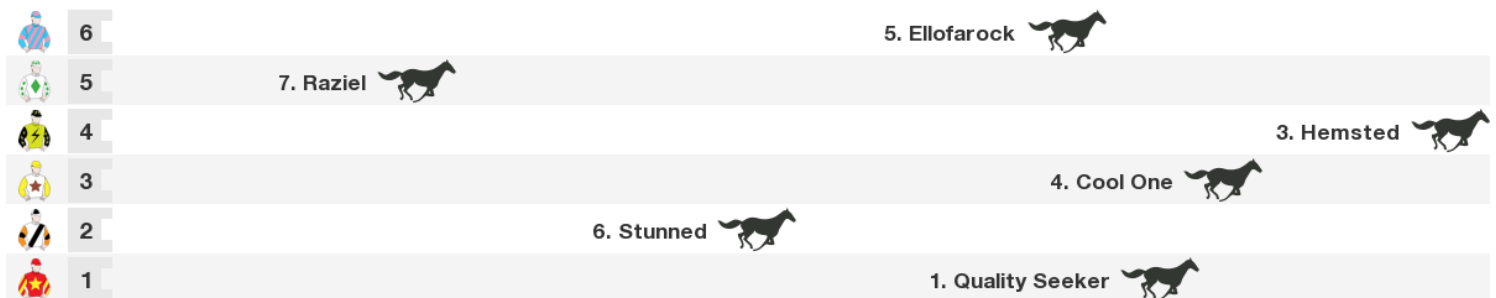 6 5. Ellofarock
5 7. Raziel
4 3. Hemsted
3 4. Cool One
2 6. Stunned
1 1. Quality Seeker